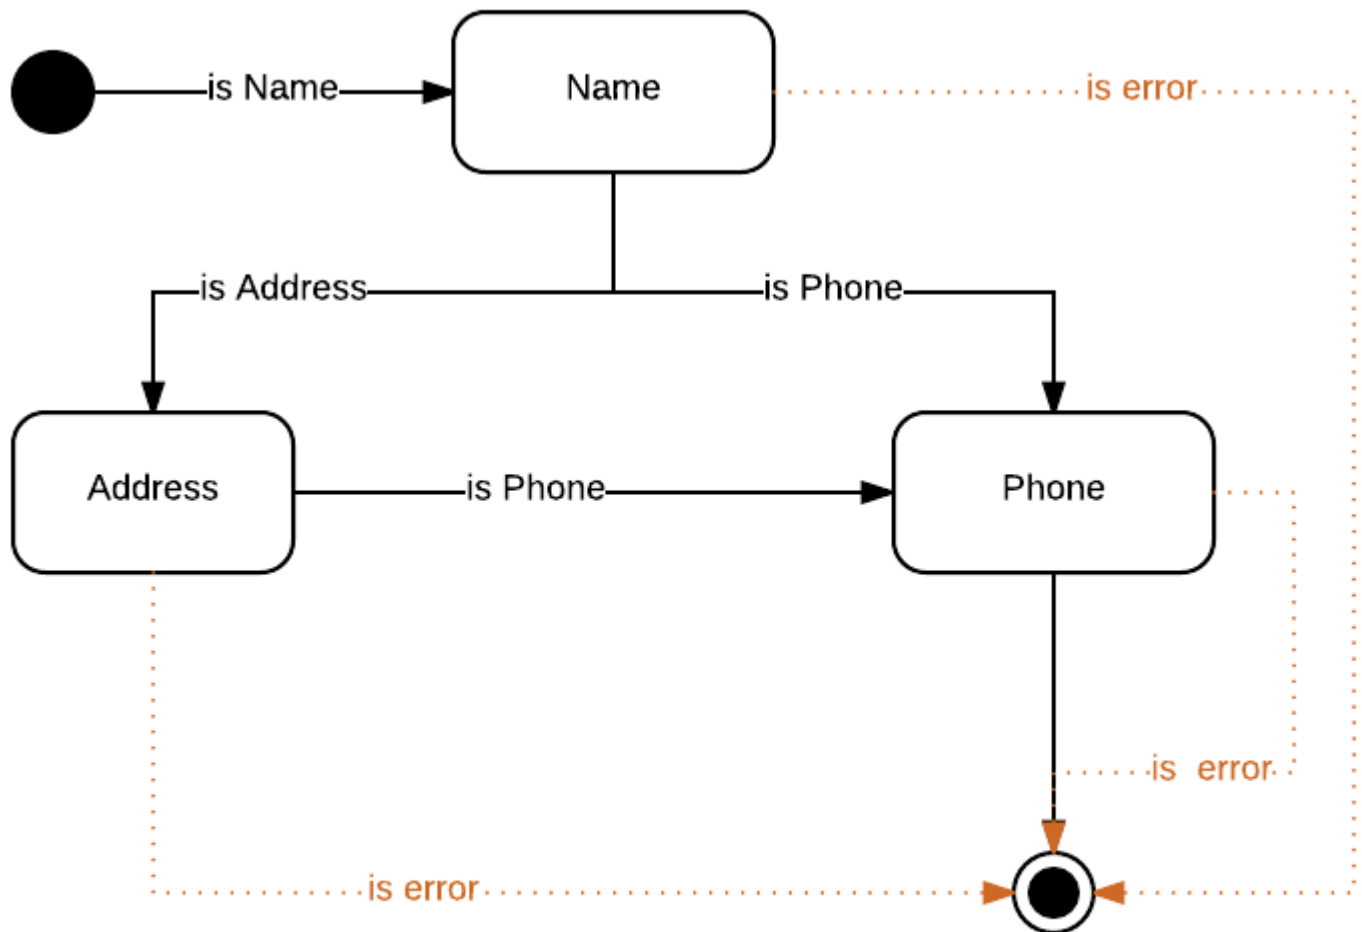 is Name
Name
is error
is Address
is Phone
Address
is Phone
Phone
is  error
is error